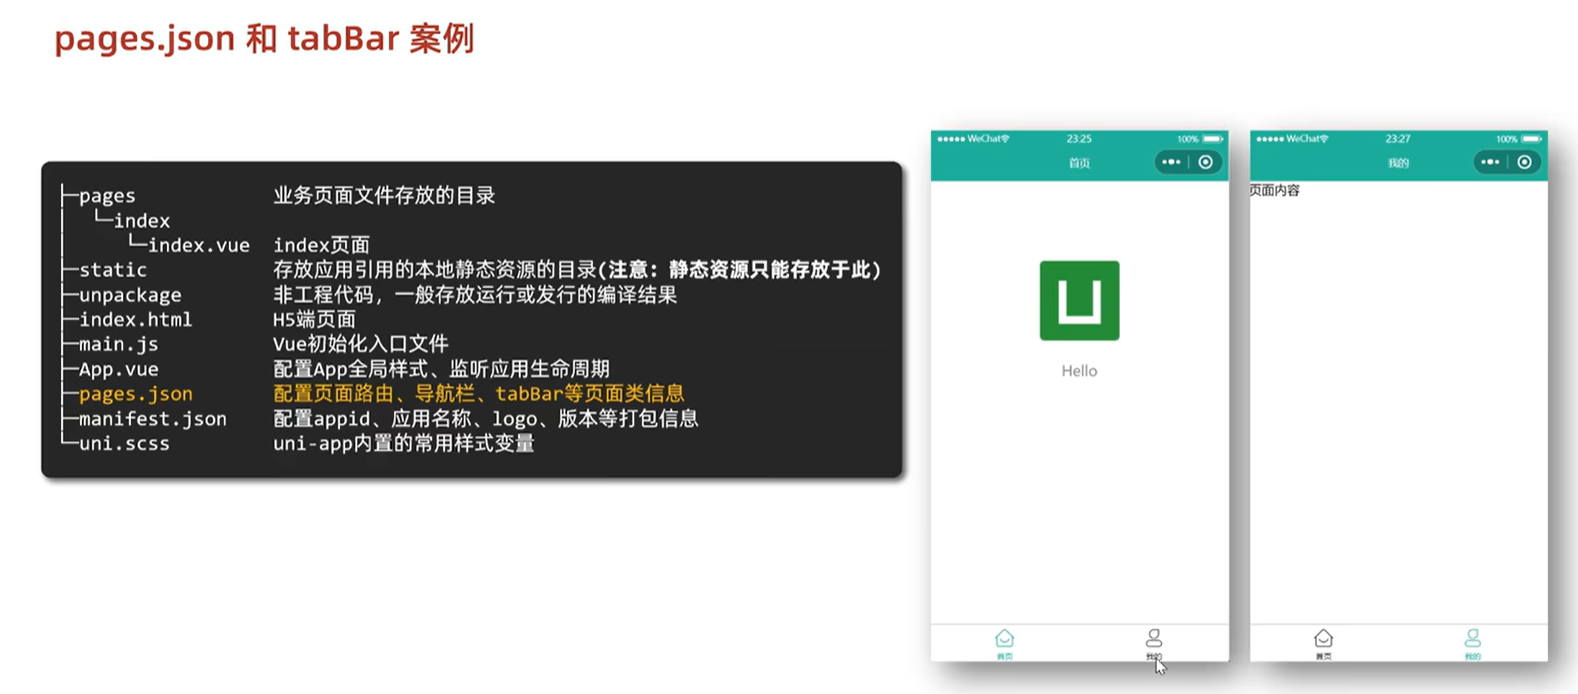 pages.json 和 tabBar 案例
├─pages 业务页面文件存放的目录
│ └─index
│ └─index.vue index页面
├─static 存放应用引用的本地静态资源的目录(注意：静态资源只能存放于此)
├─unpackage 非工程代码，一般存放运行或发行的编译结果
├─index.html H5端页面
├─main.js Vue初始化入口文件
├─App.vue 配置App全局样式、监听应用生命周期
├─pages.json 配置页面路由、导航栏、tabBar等页面类信息
├─manifest.json 配置appid、应用名称、logo、版本等打包信息
└─uni.scss uni-app内置的常用样式变量
WeChat 23:25 100%
首页
Hello
首页 我的
WeChat 23:27 100%
我的
页面内容
首页 我的